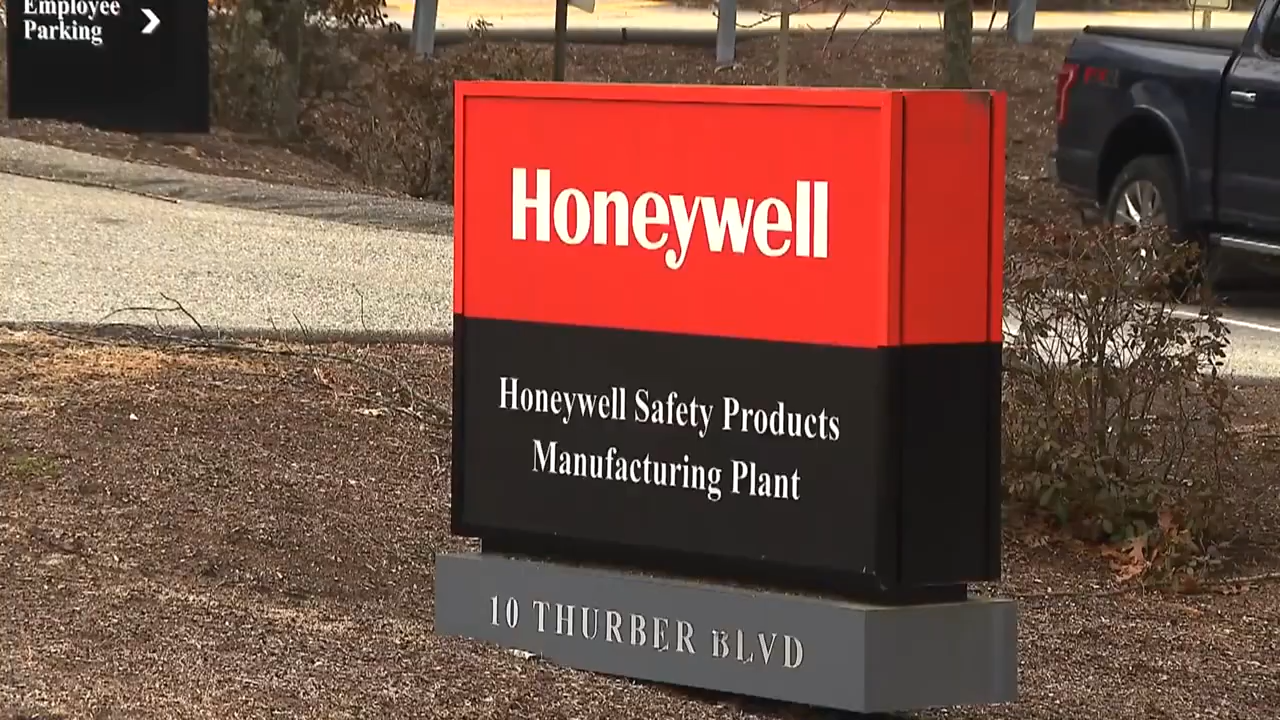 Employee
Parking
Honeywell
Honeywell Safety Products
Manufacturing Plant
10 THURBER BLVD